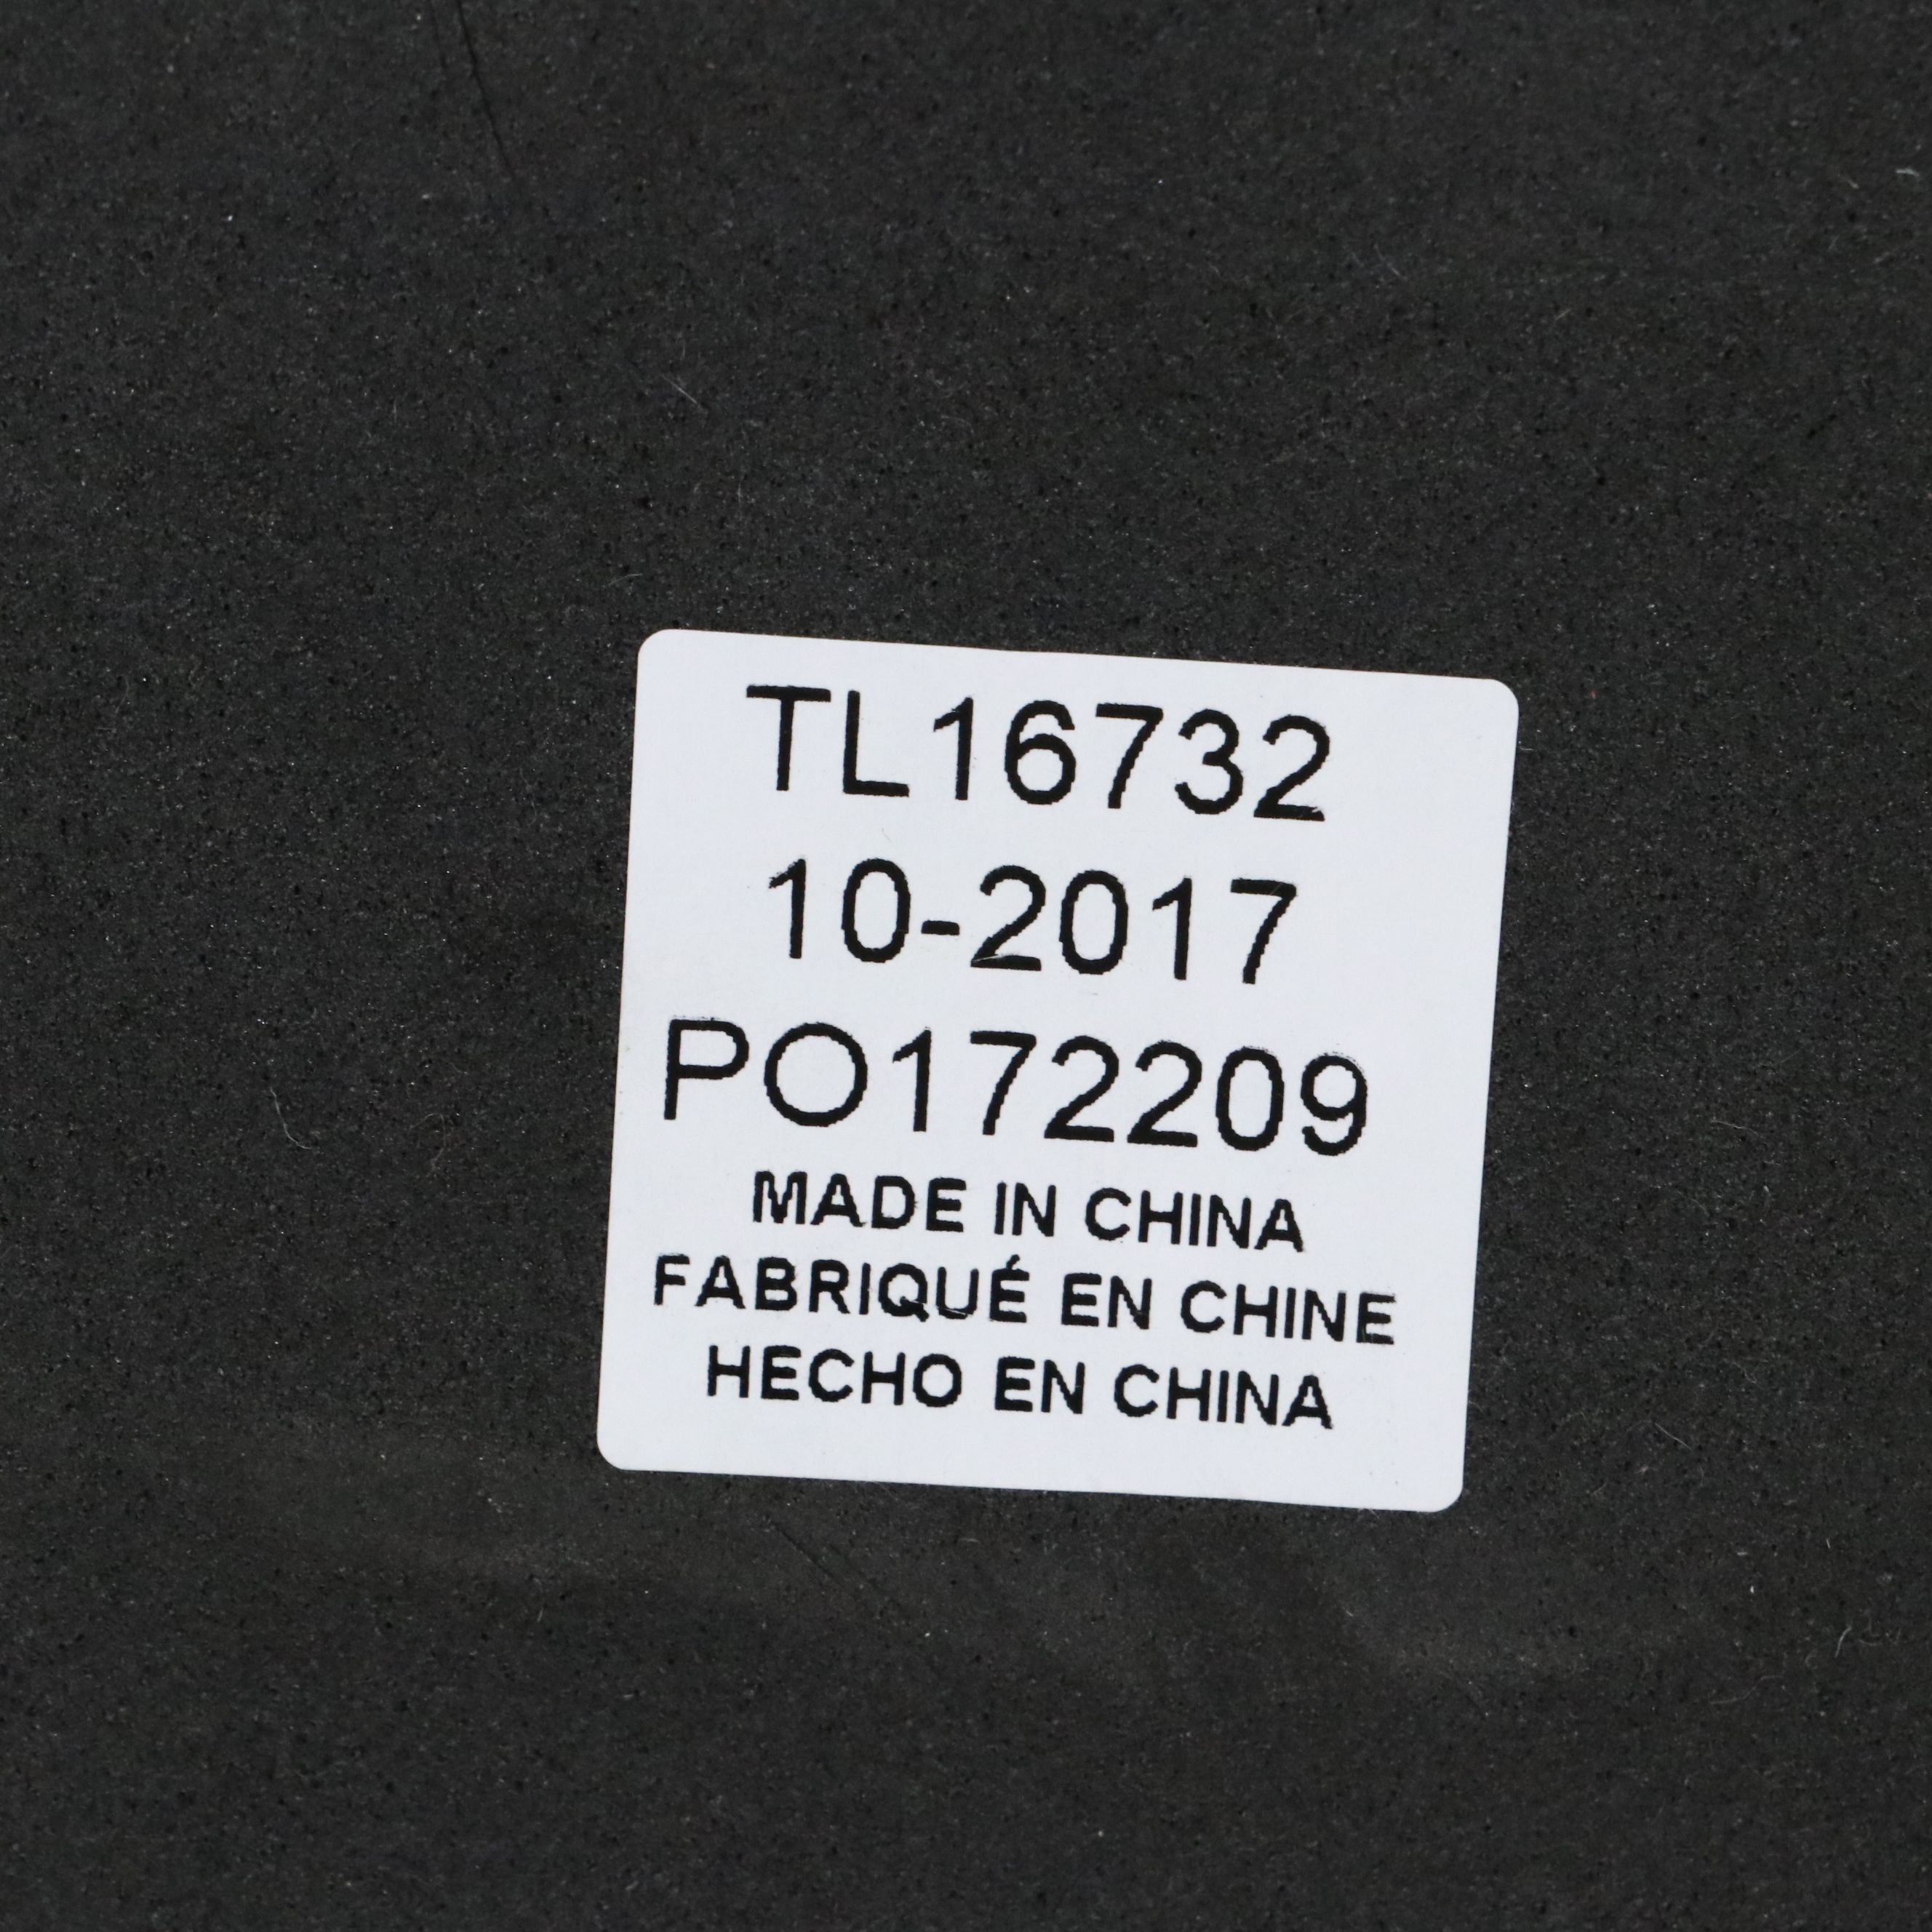 TL16732
10-2017
PO172209
MADE IN CHINA
FABRIQUÉ EN CHINE
HECHO EN CHINA